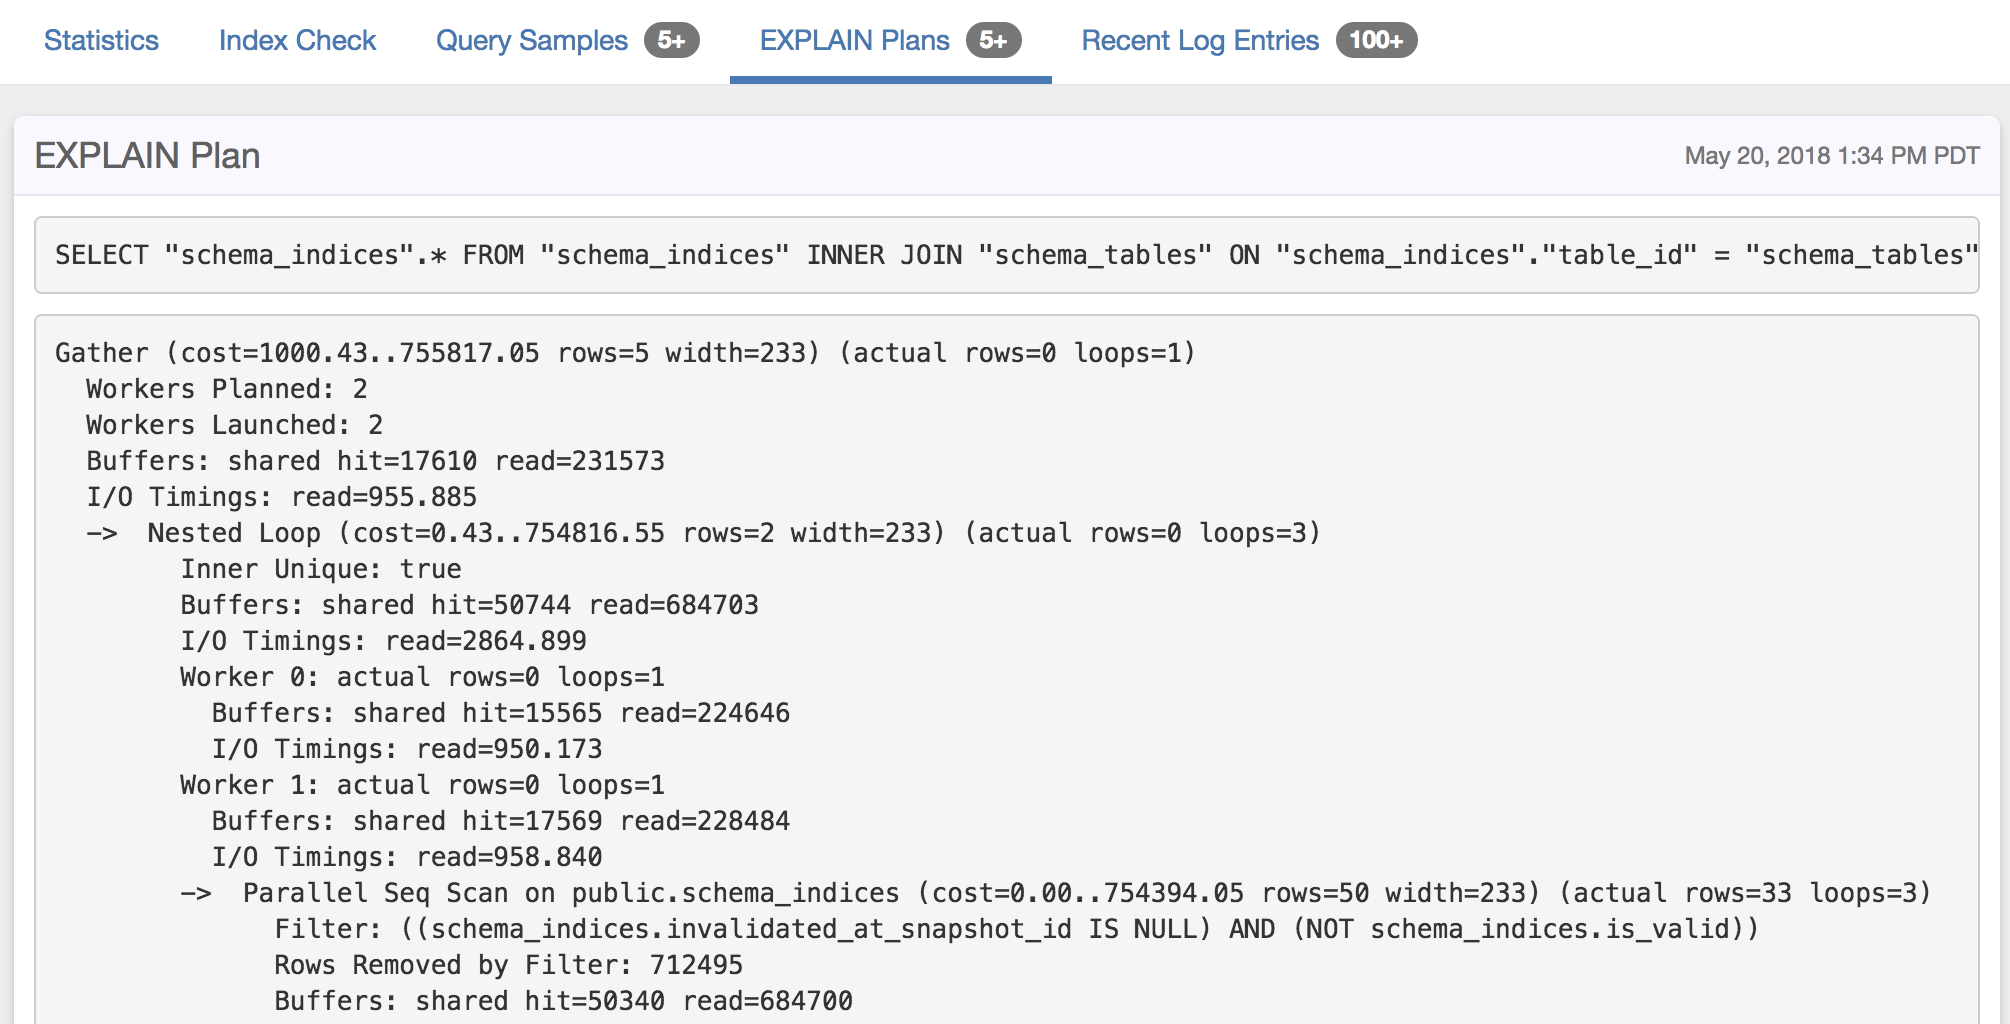 Statistics Index Check Query Samples 5+ EXPLAIN Plans 5+ Recent Log Entries 100+
EXPLAIN Plan May 20, 2018 1:34 PM PDT
SELECT "schema_indices".* FROM "schema_indices" INNER JOIN "schema_tables" ON "schema_indices"."table_id" = "schema_tables"
Gather (cost=1000.43..755817.05 rows=5 width=233) (actual rows=0 loops=1)
Workers Planned: 2
Workers Launched: 2
Buffers: shared hit=17610 read=231573
I/O Timings: read=955.885
-> Nested Loop (cost=0.43..754816.55 rows=2 width=233) (actual rows=0 loops=3)
Inner Unique: true
Buffers: shared hit=50744 read=684703
I/O Timings: read=2864.899
Worker 0: actual rows=0 loops=1
Buffers: shared hit=15565 read=224646
I/O Timings: read=950.173
Worker 1: actual rows=0 loops=1
Buffers: shared hit=17569 read=228484
I/O Timings: read=958.840
-> Parallel Seq Scan on public.schema_indices (cost=0.00..754394.05 rows=50 width=233) (actual rows=33 loops=3)
Filter: ((schema_indices.invalidated_at_snapshot_id IS NULL) AND (NOT schema_indices.is_valid))
Rows Removed by Filter: 712495
Buffers: shared hit=50340 read=684700